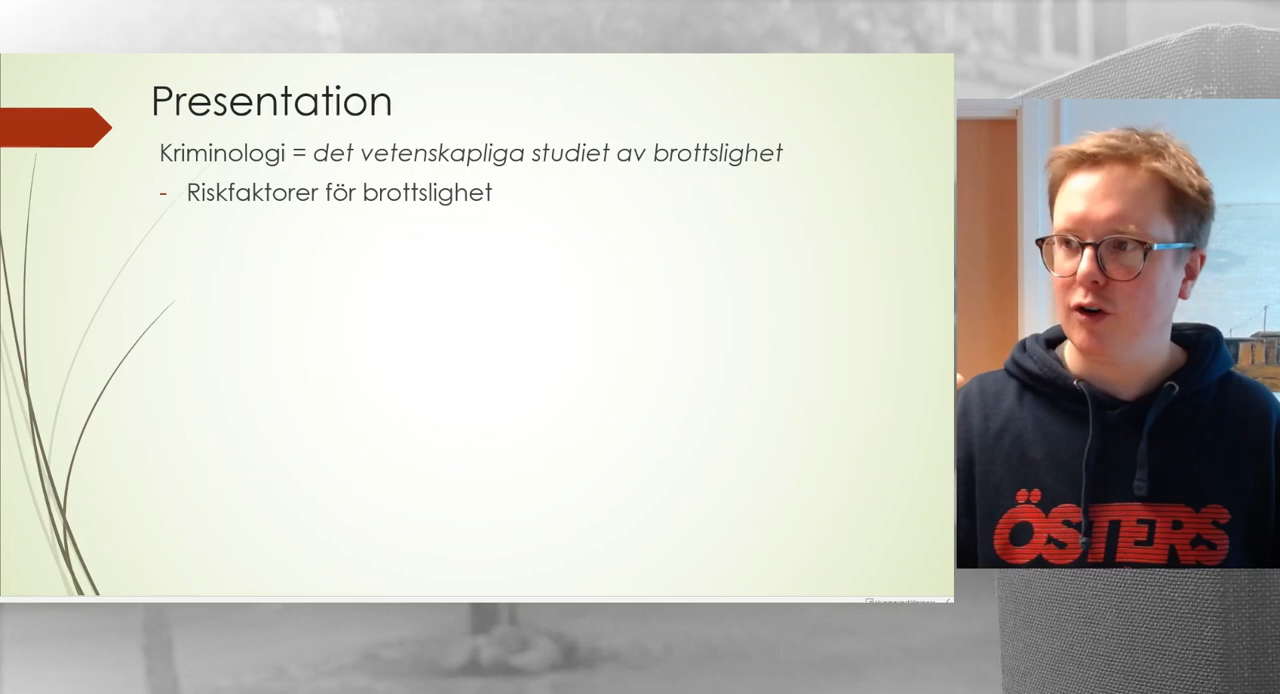 Presentation
Kriminologi = det vetenskapliga studiet av brottslighet
- Riskfaktorer för brottslighet
ÖSTERS